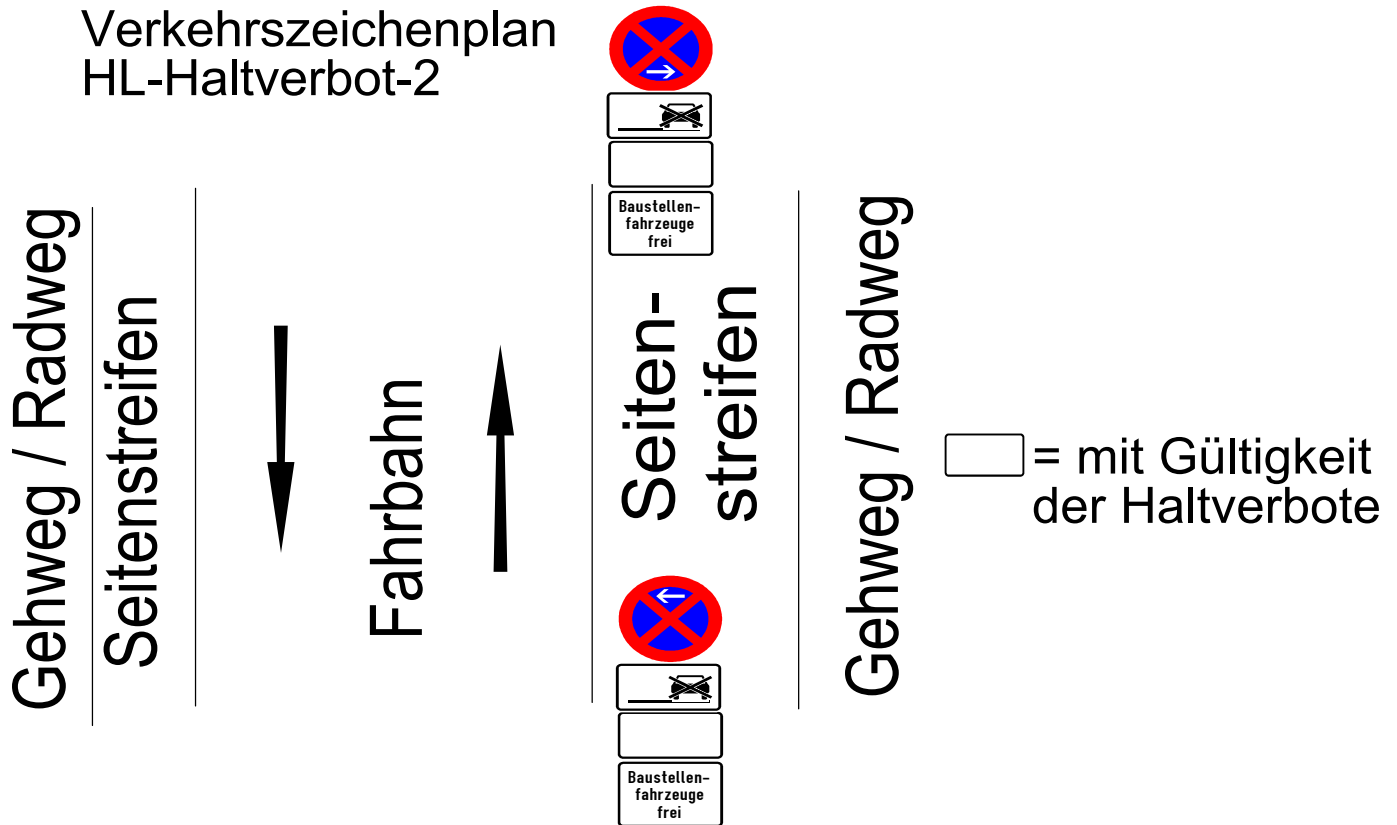 Verkehrszeichenplan
HL-Haltverbot-2
Baustellen-
fahrzeuge
frei
Gehweg / Radweg
Seitenstreifen
Fahrbahn
Seiten-
streifen
Gehweg / Radweg
= mit Gültigkeit
der Haltverbote
Baustellen-
fahrzeuge
frei